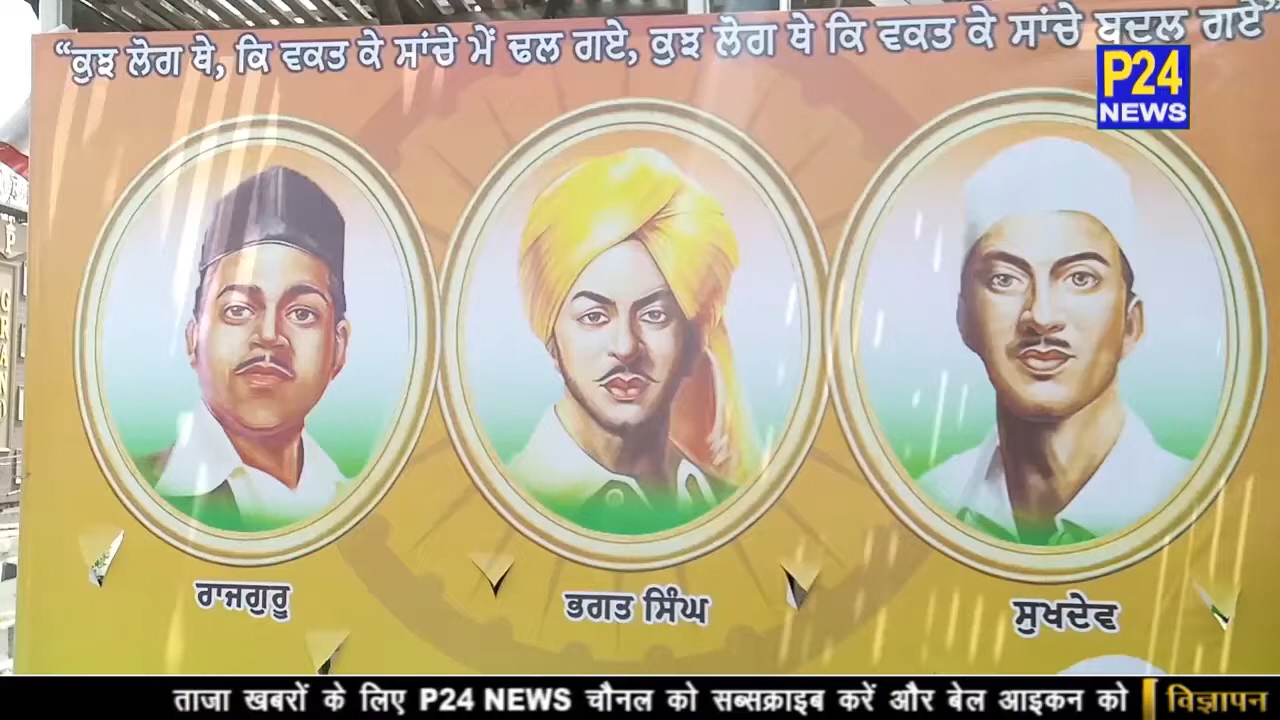 “ਕੁਝ ਲੋਗ ਥੇ, ਕਿ ਵਕਤ ਕੇ ਸਾਂਚੇ ਮੇਂ ਢਲ ਗਏ, ਕੁਝ ਲੋਗ ਥੇ ਕਿ ਵਕਤ ਕੇ ਸਾਂਚੇ ਬਦਲ ਗਏ”
P24
NEWS
ਰਾਜਗੁਰੂ
ਭਗਤ ਸਿੰਘ
ਸੁਖਦੇਵ
ताजा खबरों के लिए P24 NEWS चौनल को सब्सक्राइब करें और बेल आइकन को
विज्ञापन